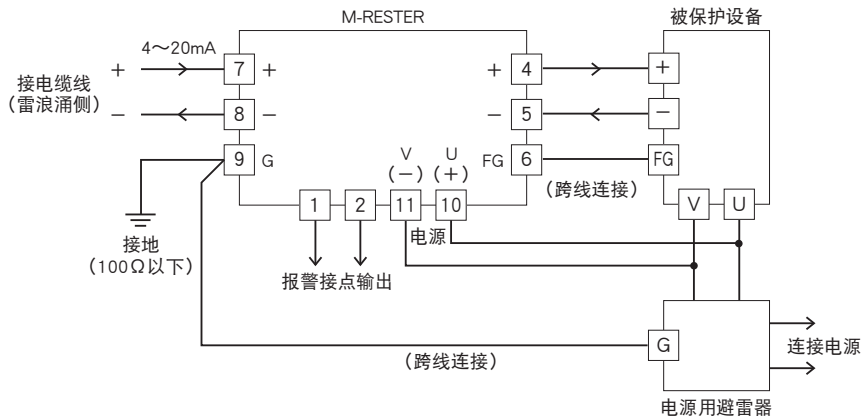 M-RESTER
被保护设备
4～20mA
+
7
+
+
4
+
接电缆线
(雷浪涌侧)
−
8
−
−
5
−
9
G
V
(−)
U
(+)
FG
6
FG
(跨线连接)
1
2
11
10
V
U
电源
接地
(100Ω以下)
报警接点输出
G
(跨线连接)
连接电源
电源用避雷器